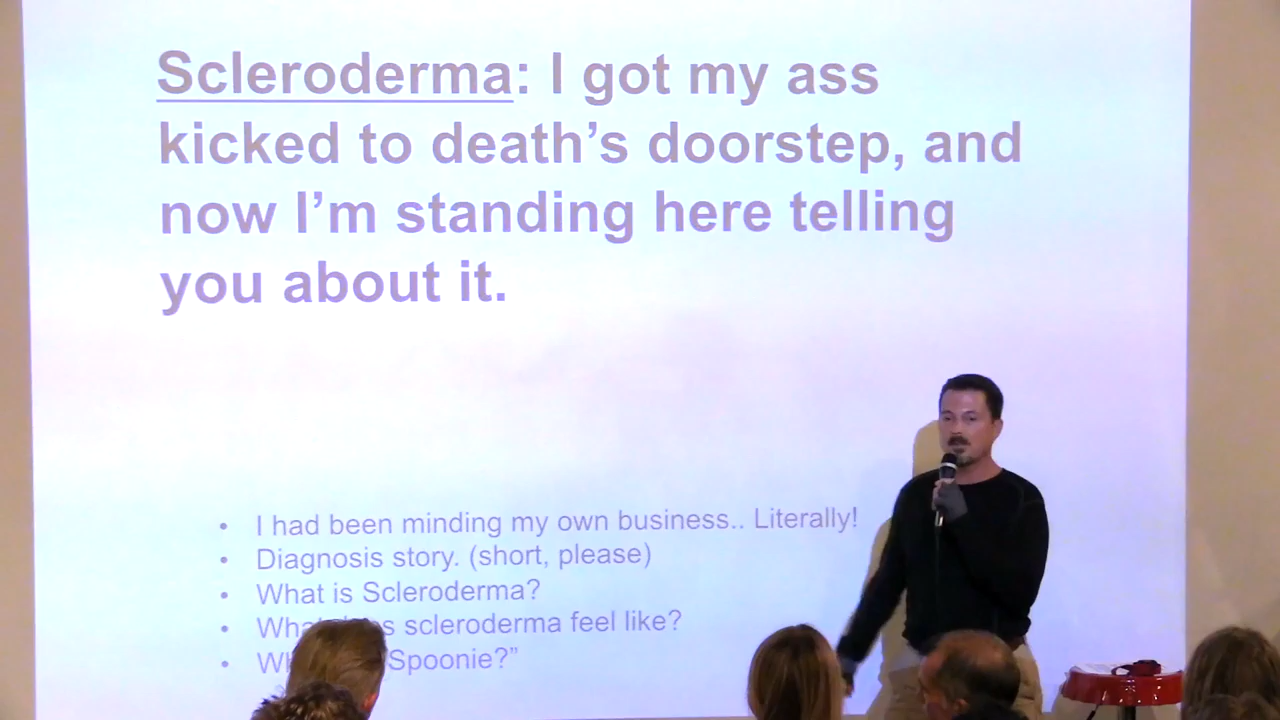 Scleroderma: I got my ass
kicked to death's doorstep, and
now I'm standing here telling
you about it.
• I had been minding my own business.. Literally!
• Diagnosis story. (short, please)
• What is Scleroderma?
• scleroderma feel like?
• Spoonie?”